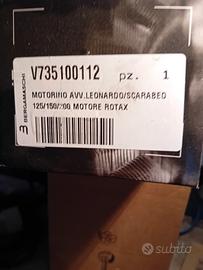 V735100112 pz. 1
MOTORINO AVV.LEONARDO/SCARABEO
125/150/200 MOTORE ROTAX
BERGAMASCHI
subito